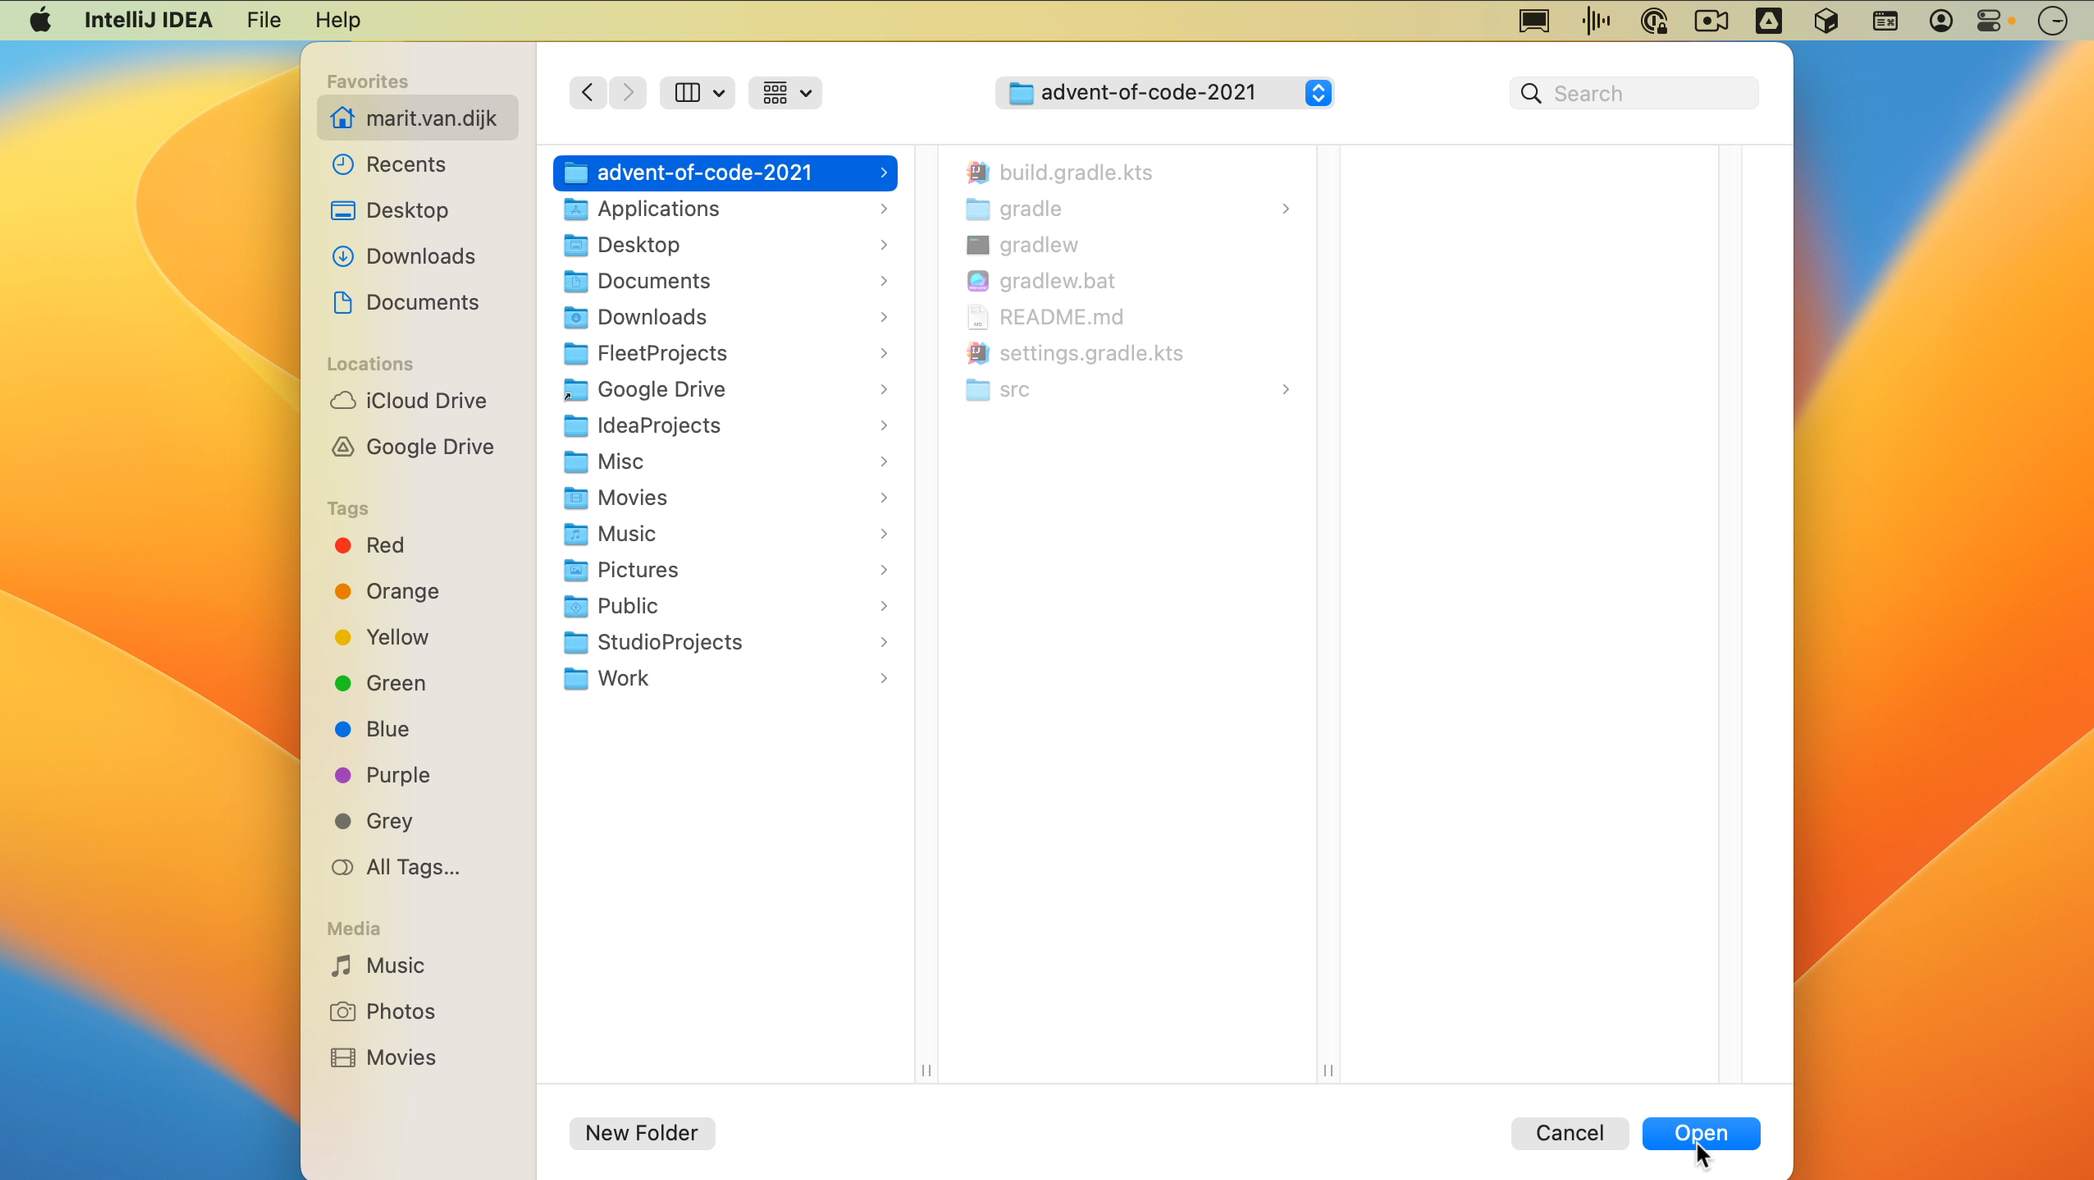 IntelliJ IDEA File Help
Favorites
marit.van.dijk
Recents
Desktop
Downloads
Documents
Locations
iCloud Drive
Google Drive
Tags
Red
Orange
Yellow
Green
Blue
Purple
Grey
All Tags...
Media
Music
Photos
Movies
advent-of-code-2021
Search
advent-of-code-2021
Applications
Desktop
Documents
Downloads
FleetProjects
Google Drive
IdeaProjects
Misc
Movies
Music
Pictures
Public
StudioProjects
Work
build.gradle.kts
gradle
gradlew
gradlew.bat
README.md
settings.gradle.kts
src
New Folder
Cancel
Open